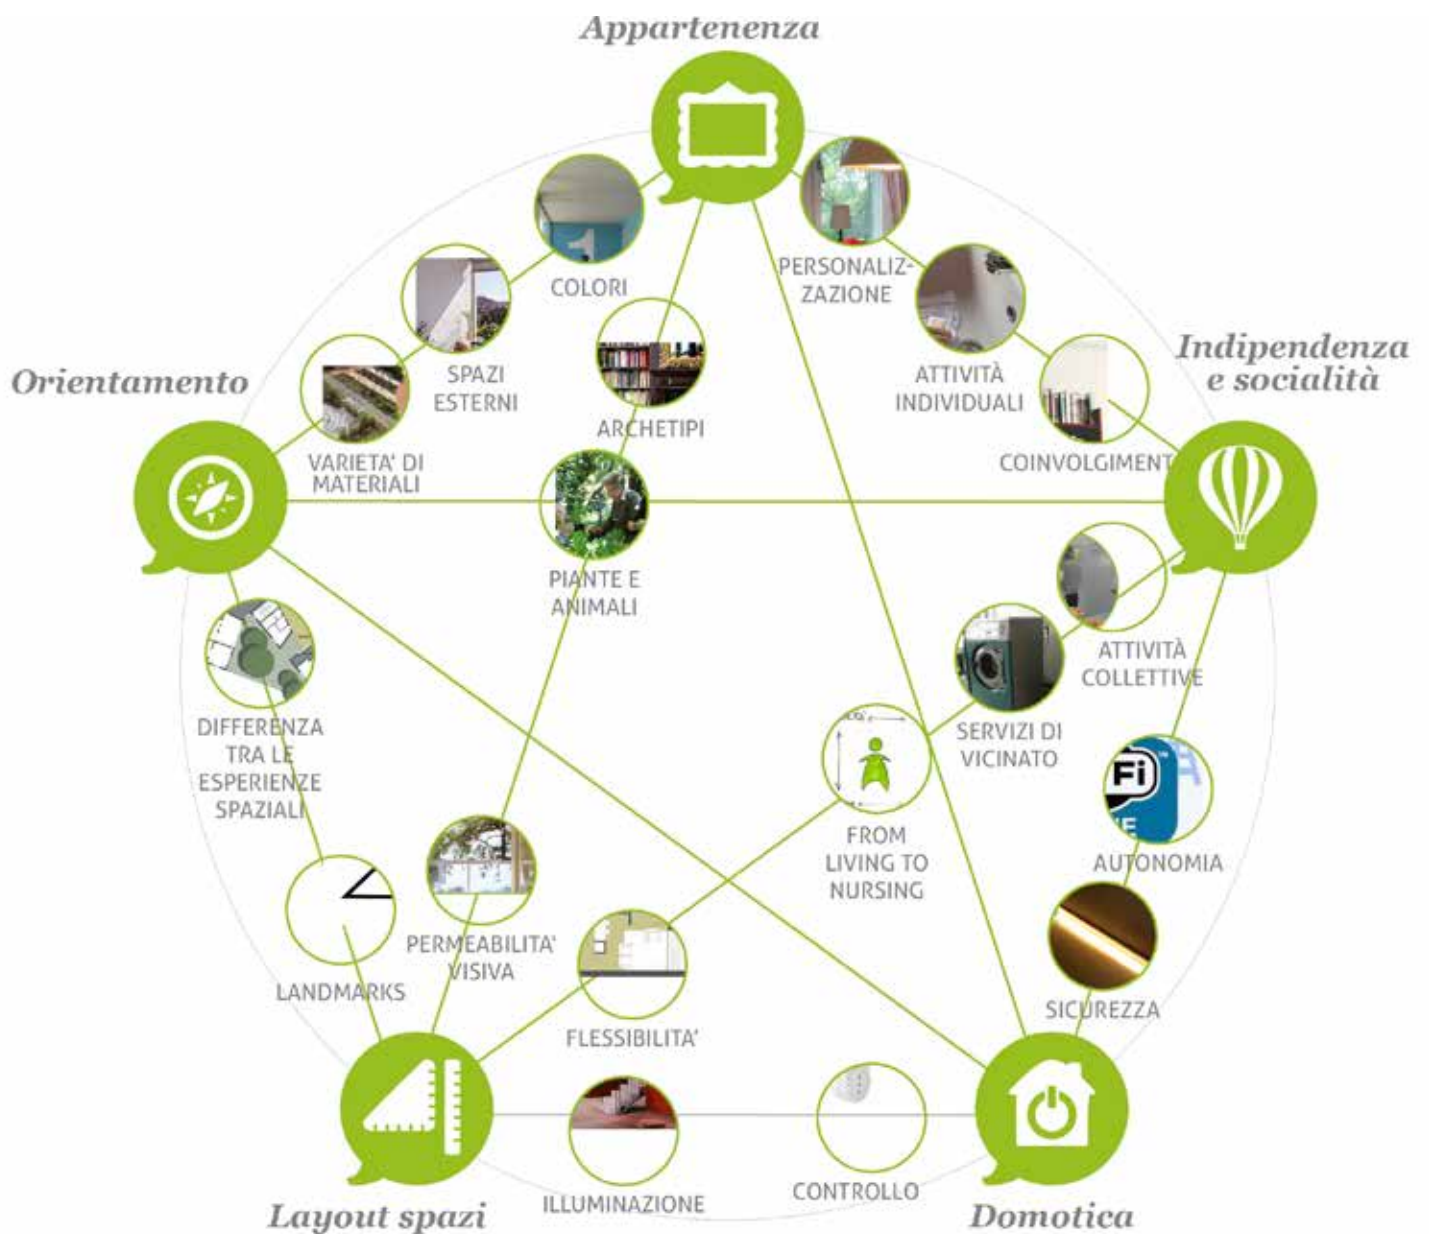 Appartenenza
COLORI
PERSONALIZ-
ZAZIONE
SPAZI
ESTERNI
ARCHETIPI
ATTIVITÀ
INDIVIDUALI
Indipendenza
e socialità
Orientamento
VARIETA' DI
MATERIALI
COINVOLGIMENT
PIANTE E
ANIMALI
ATTIVITÀ
COLLETTIVE
DIFFERENZA
TRA LE
ESPERIENZE
SPAZIALI
SERVIZI DI
VICINATO
Fi
FROM
LIVING TO
NURSING
AUTONOMIA
PERMEABILITA'
VISIVA
LANDMARKS
SICUREZZA
FLESSIBILITA'
ILLUMINAZIONE
CONTROLLO
Layout spazi
Domotica